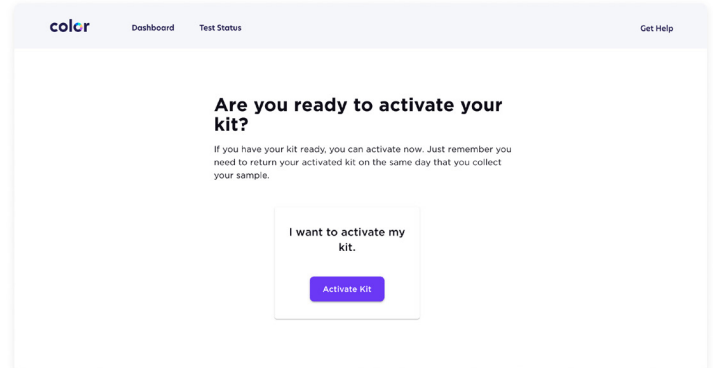 color
Dashboard
Test Status
Get Help
Are you ready to activate your
kit?
If you have your kit ready, you can activate now. Just remember you
need to return your activated kit on the same day that you collect
your sample.
I want to activate my
kit.
Activate Kit